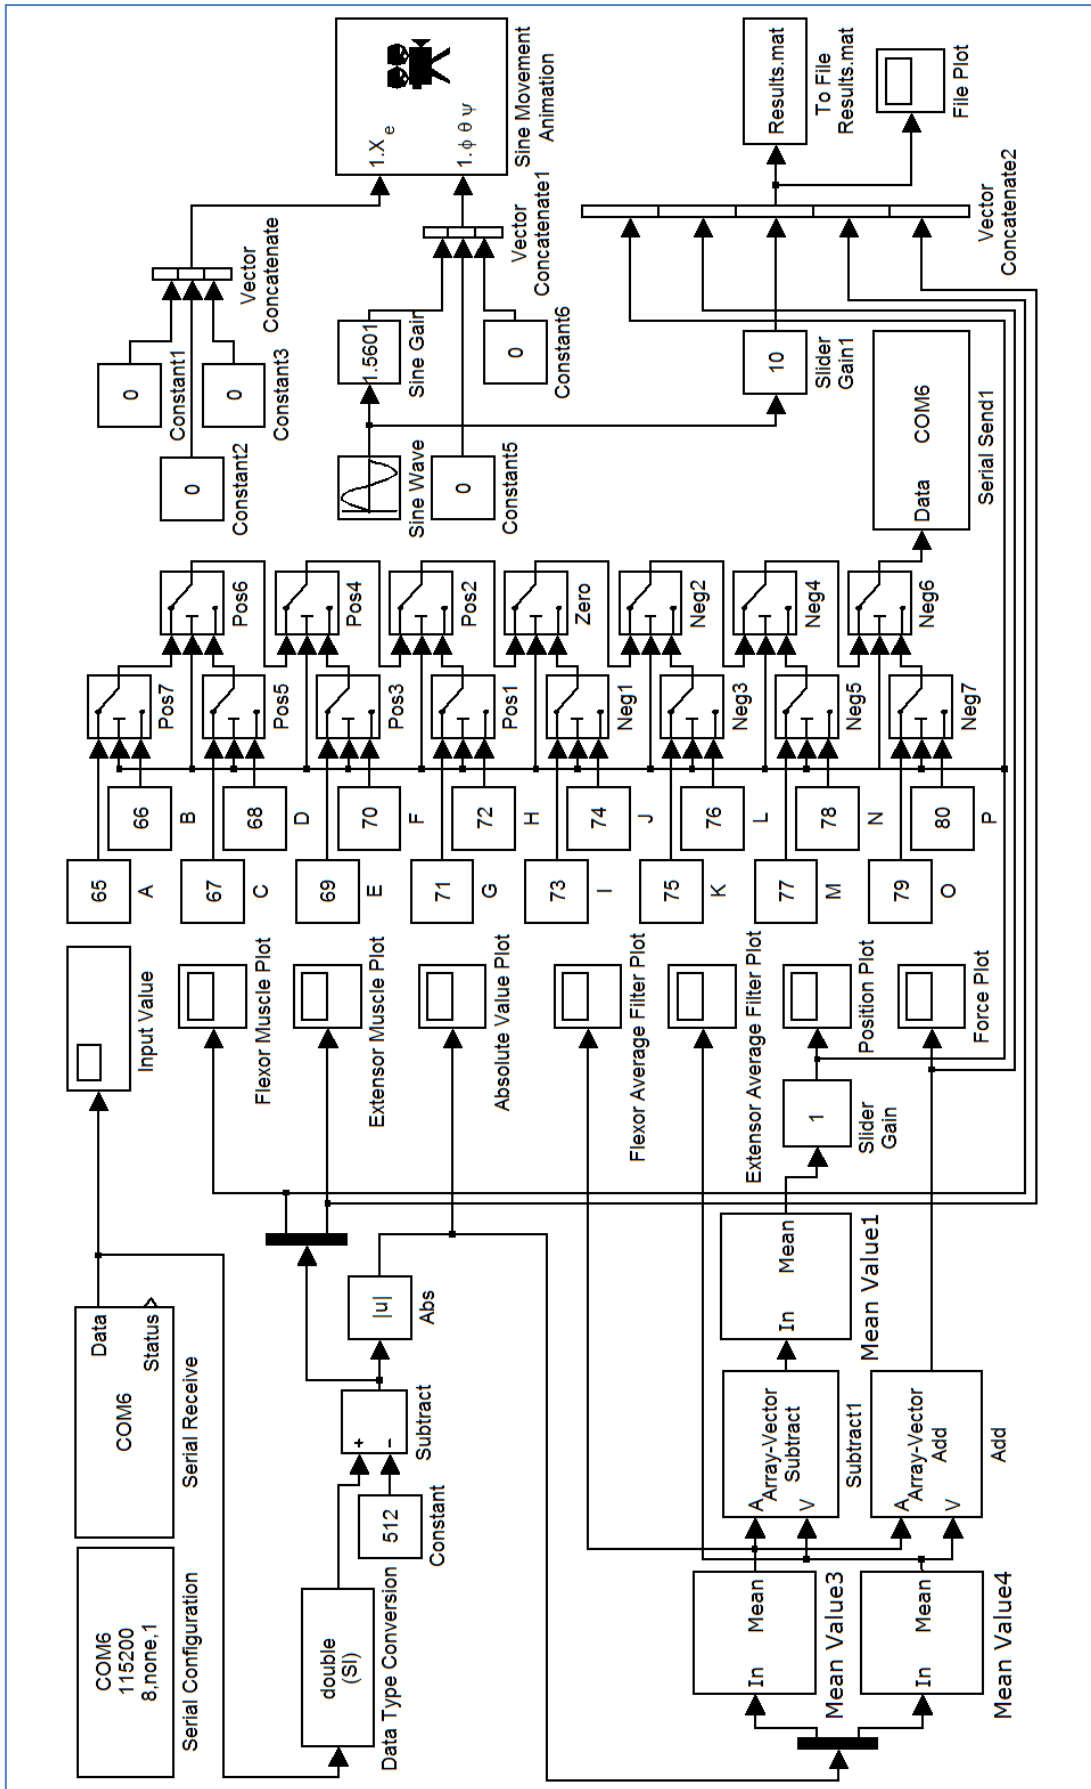 COM6
115200
8,none,1
Serial Configuration
COM6
Data
Status
Serial Receive
Input Value
double
(SI)
Data Type Conversion
512
Constant
+
−
Subtract
|u|
Abs
Flexor Muscle Plot
Extensor Muscle Plot
Absolute Value Plot
Flexor Average Filter Plot
Extensor Average Filter Plot
Position Plot
Force Plot
In
Mean
Mean Value3
In
Mean
Mean Value4
A
V
Array-Vector
Subtract
Subtract1
A
V
Array-Vector
Add
Add
In
Mean
Mean Value1
1
Slider
Gain
65
A
66
B
67
C
68
D
69
E
70
F
71
G
72
H
73
I
74
J
75
K
76
L
77
M
78
N
79
O
80
P
Pos7
Pos6
Pos5
Pos4
Pos3
Pos2
Pos1
Zero
Neg1
Neg2
Neg3
Neg4
Neg5
Neg6
Neg7
Data
COM6
Serial Send1
0
Constant2
0
Constant1
0
Constant3
Vector
Concatenate
Sine Wave
1.5601
Sine Gain
0
Constant5
0
Constant6
Vector
Concatenate1
1.X e
1.ϕ θ ψ
Sine Movement
Animation
10
Slider
Gain1
Vector
Concatenate2
Results.mat
To File
Results.mat
File Plot